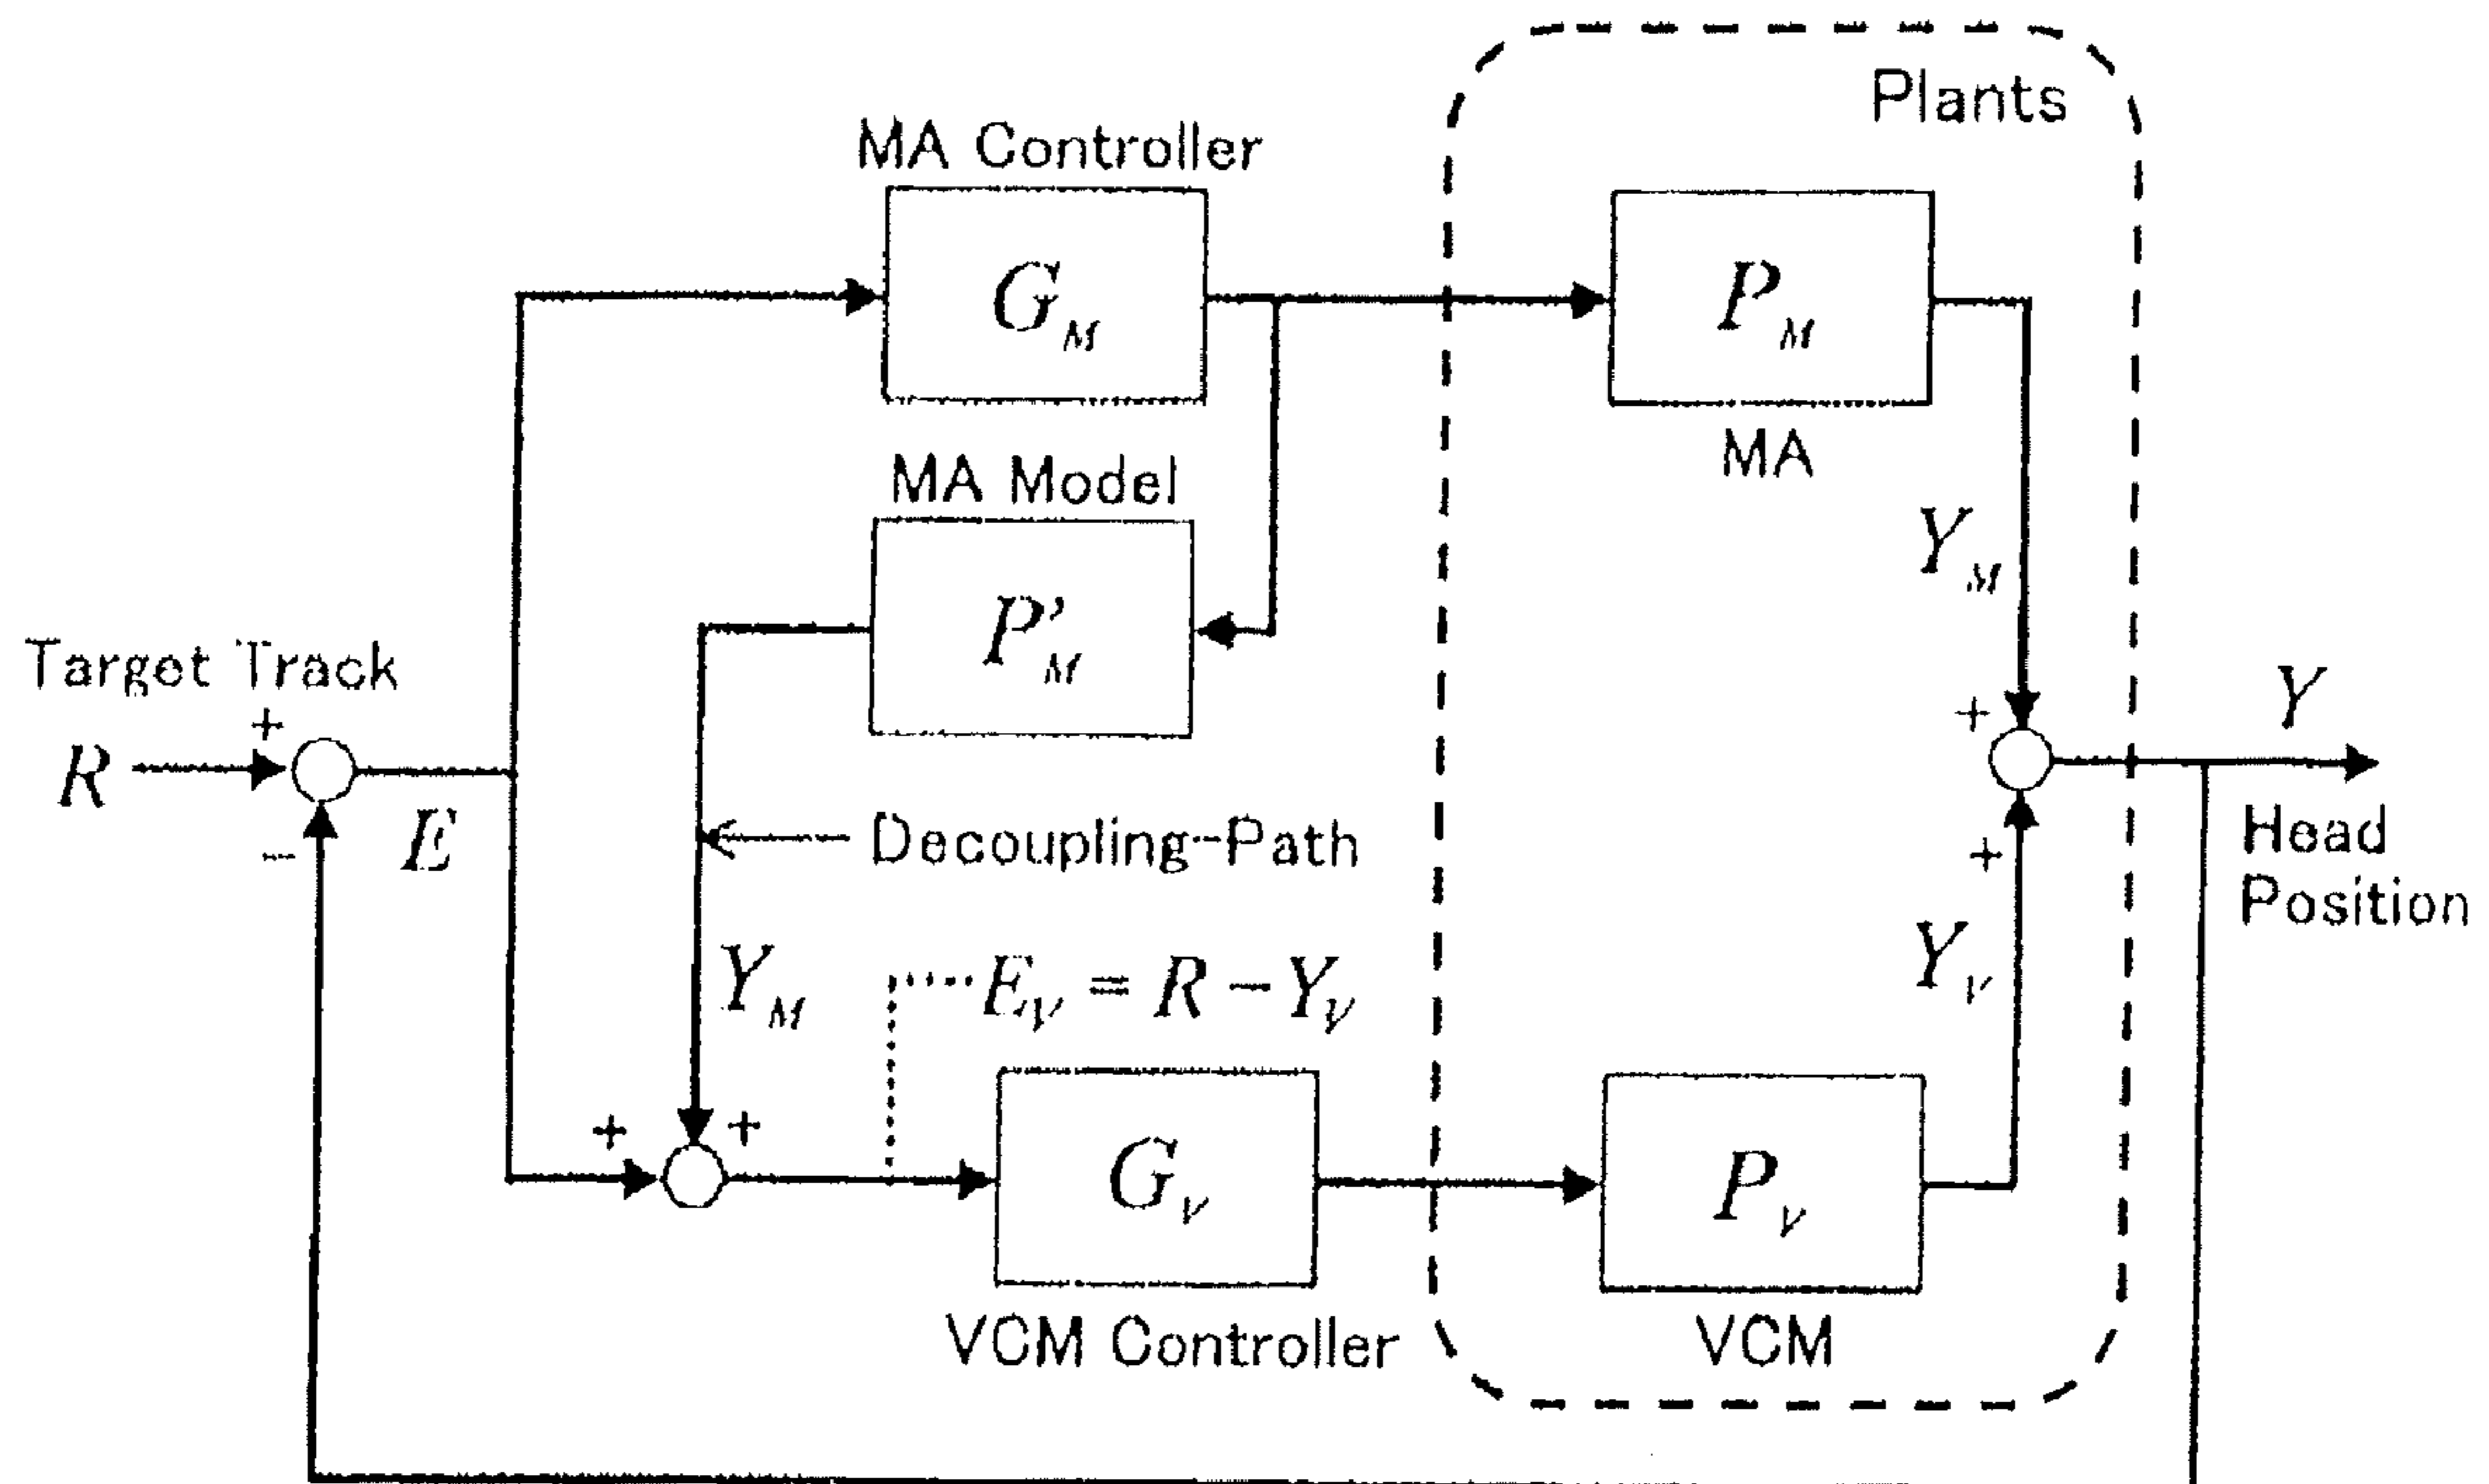 Plants
MA Controller
G_M
P_M
MA
MA Model
P'_M
Y_M
Target Track
+
R
-
E
+
Y
Head
Position
+
Decoupling-Path
Y_M
E_V = R - Y_V
Y_V
+
+
G_V
P_V
VCM Controller
VCM